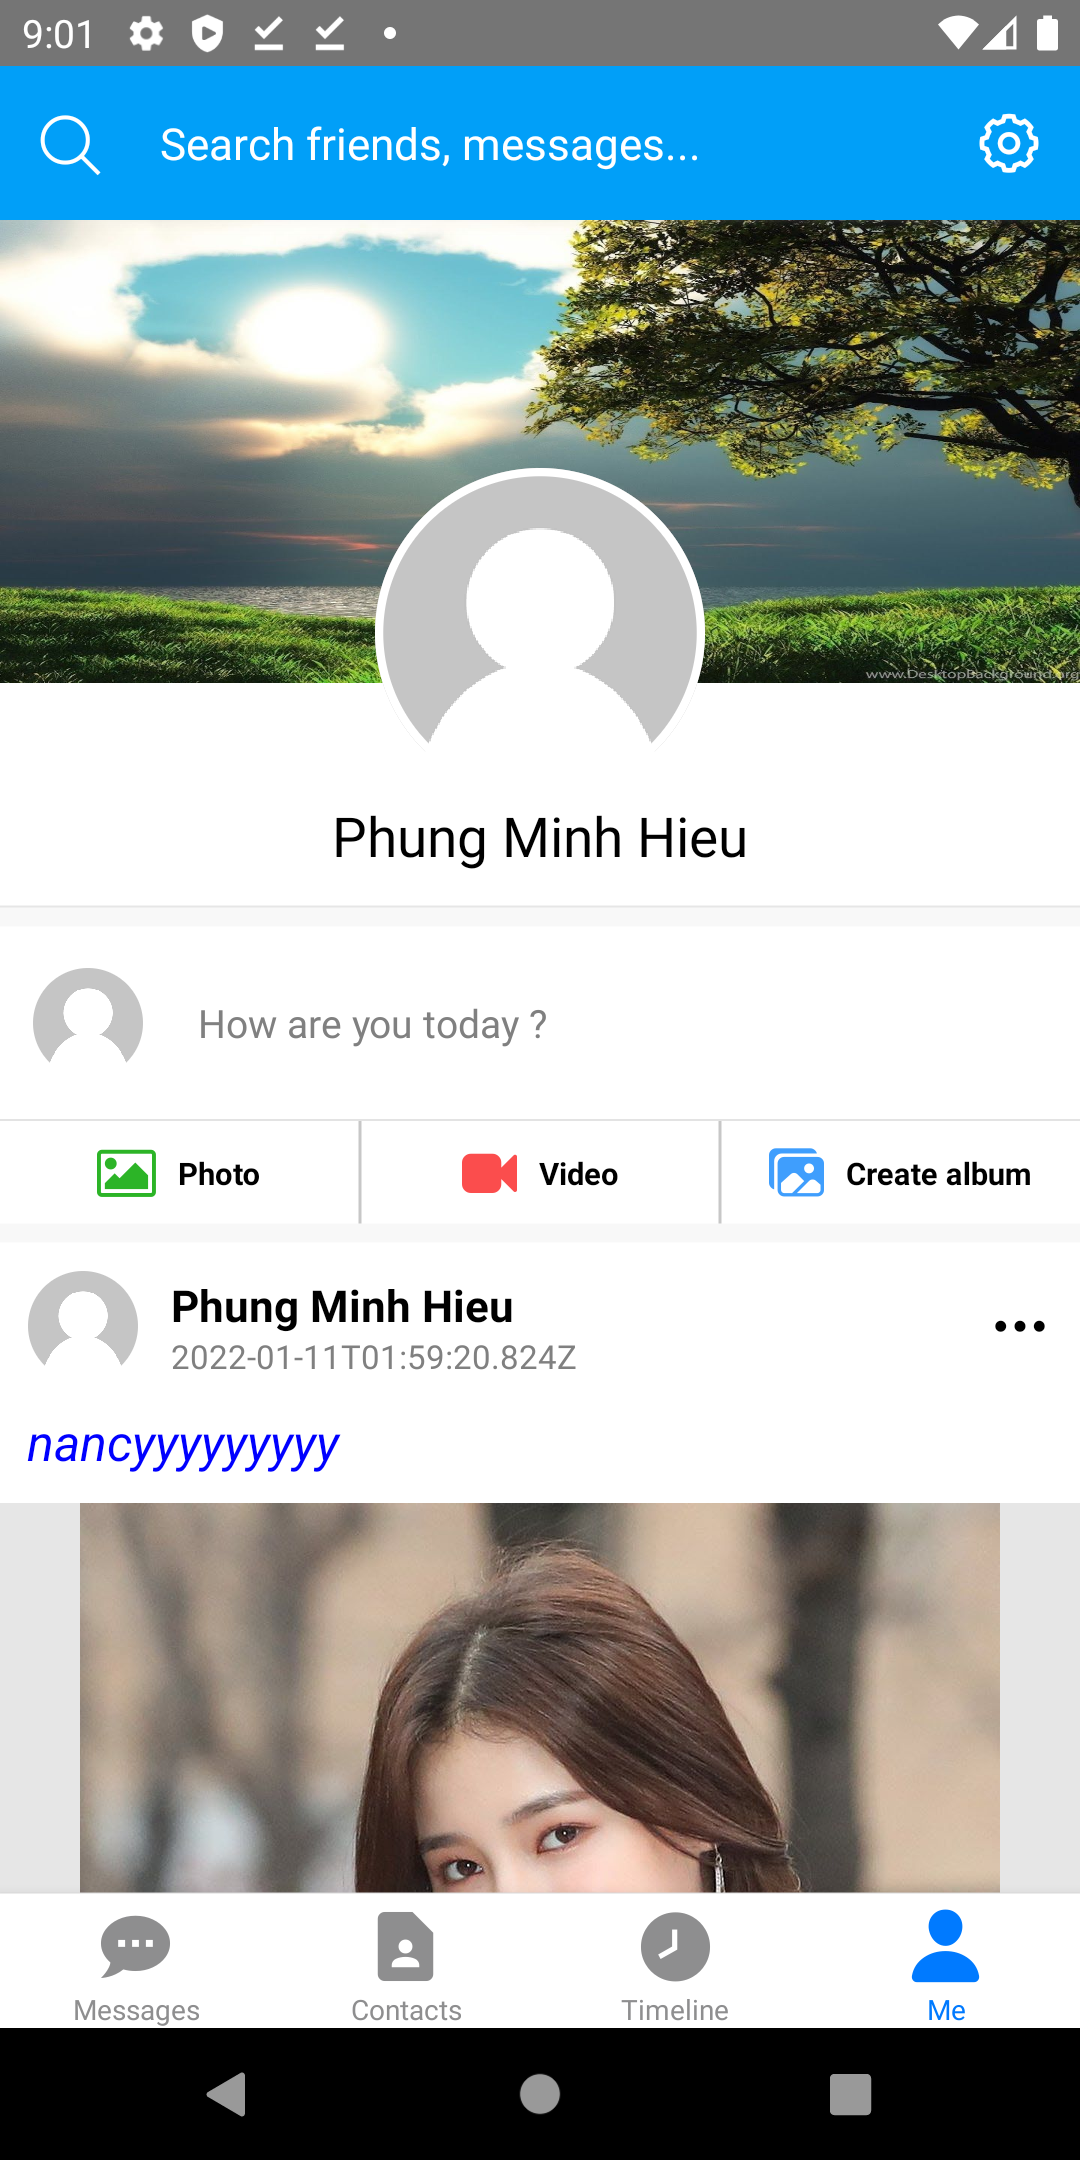 9:01
Search friends, messages...
www.DesktopBackground.org
Phung Minh Hieu
How are you today ?
Photo
Video
Create album
Phung Minh Hieu
2022-01-11T01:59:20.824Z
nancyyyyyyyyy
Messages
Contacts
Timeline
Me